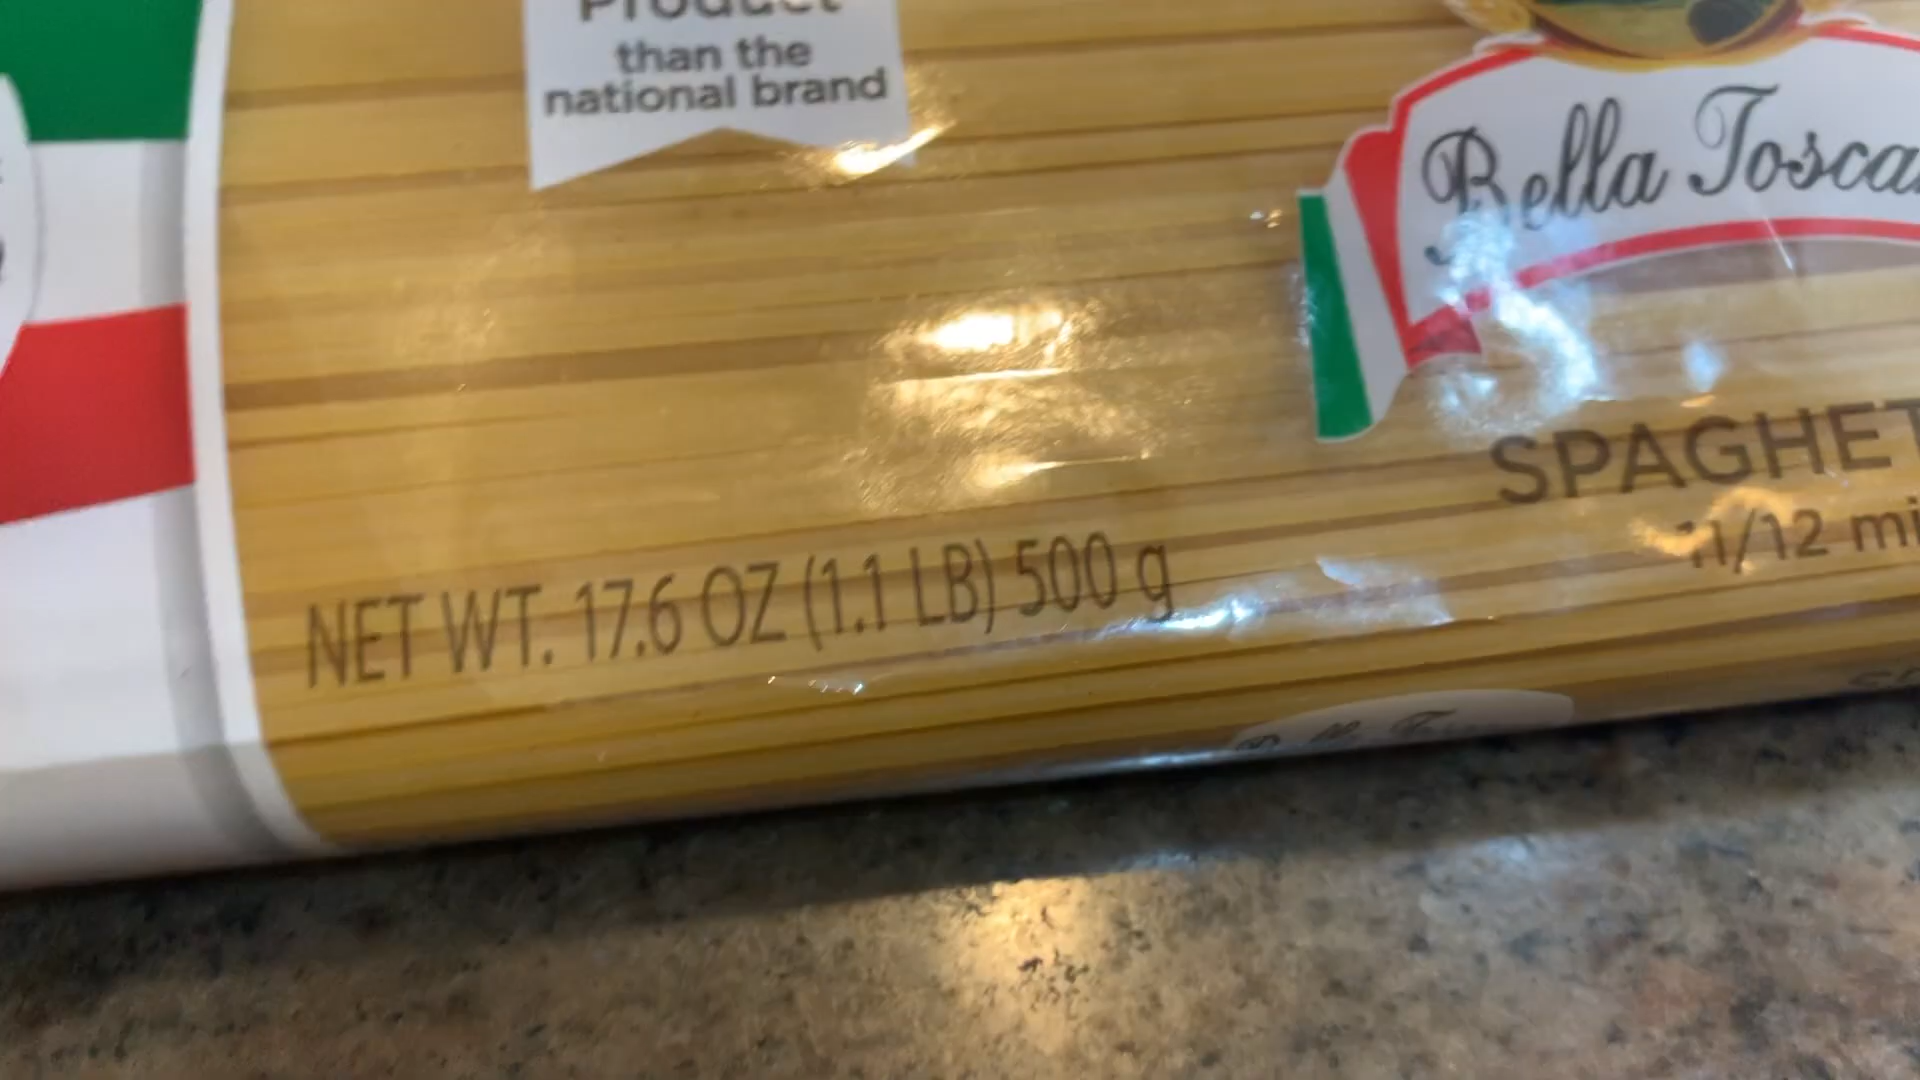 Product
than the
national brand
Bella Tosca
SPAGHET
11/12 mi
NET WT. 17.6 OZ (1.1 LB) 500 g